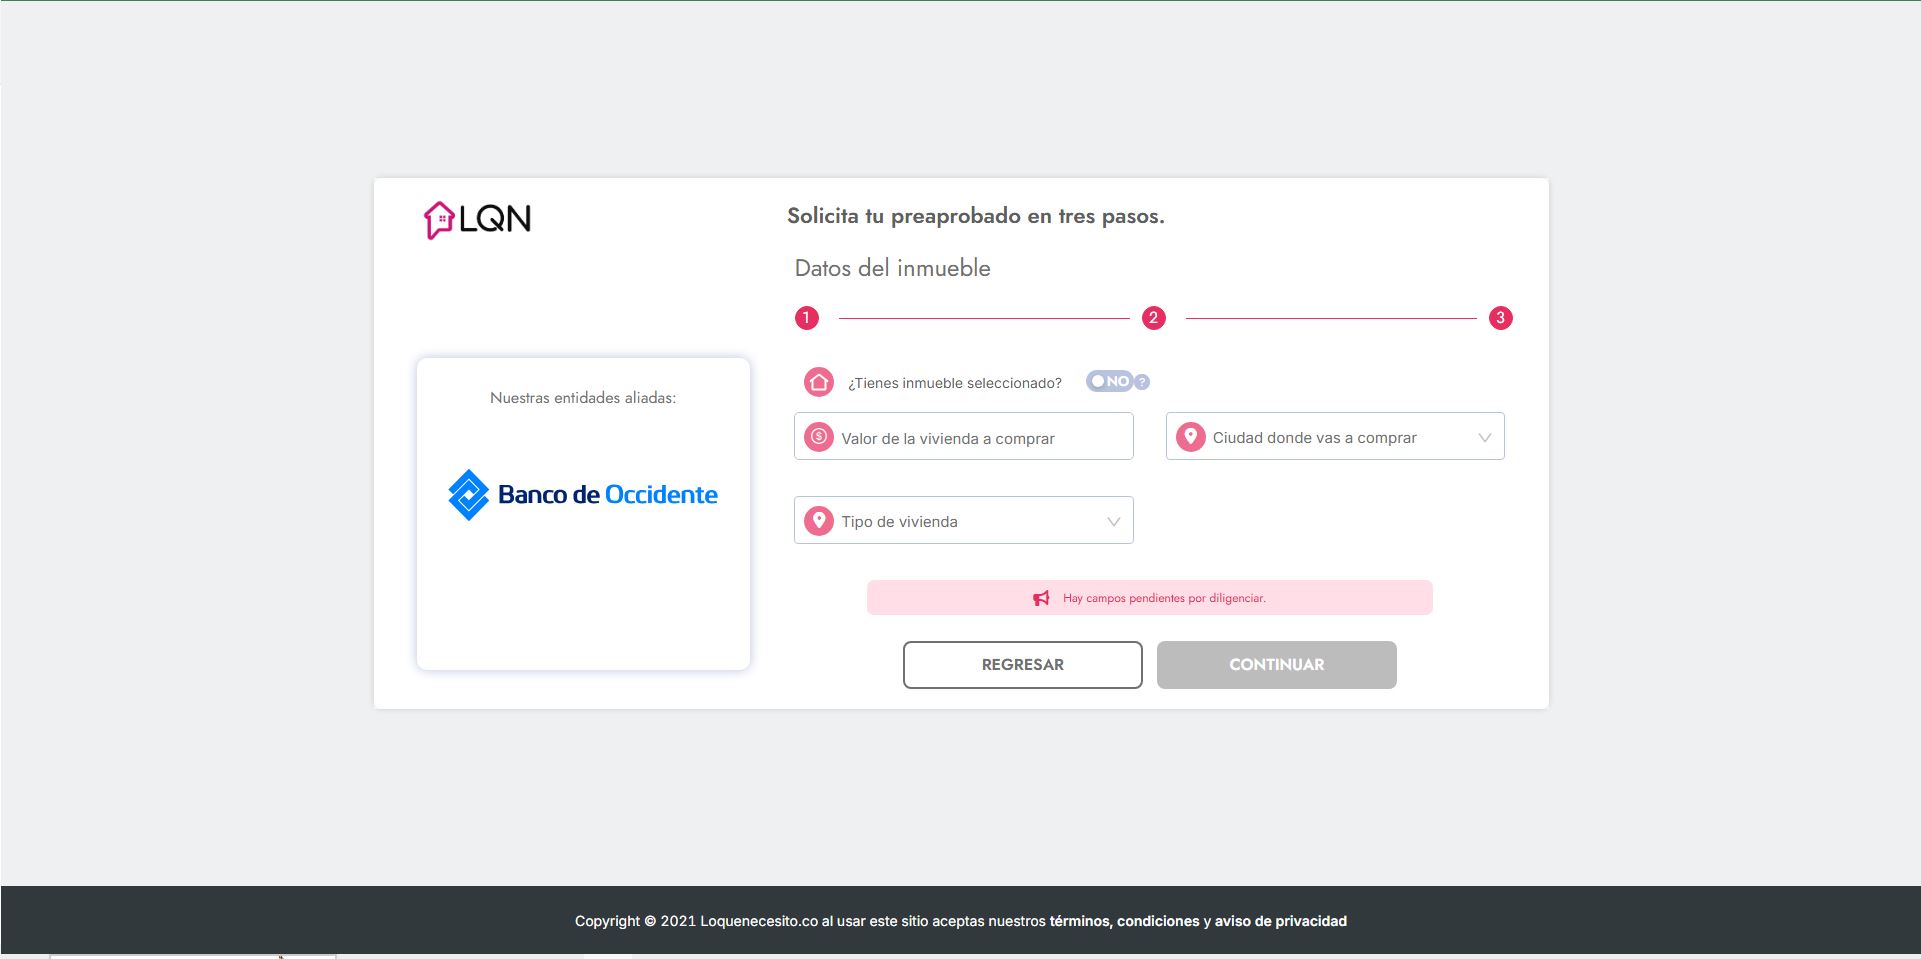 LQN
Solicita tu preaprobado en tres pasos.
Datos del inmueble
1
2
3
Nuestras entidades aliadas:
Banco de Occidente
¿Tienes inmueble seleccionado?
NO
?
$
Valor de la vivienda a comprar
Ciudad donde vas a comprar
Tipo de vivienda
Hay campos pendientes por diligenciar.
REGRESAR
CONTINUAR
Copyright © 2021 Loquenecesito.co al usar este sitio aceptas nuestros términos, condiciones y aviso de privacidad